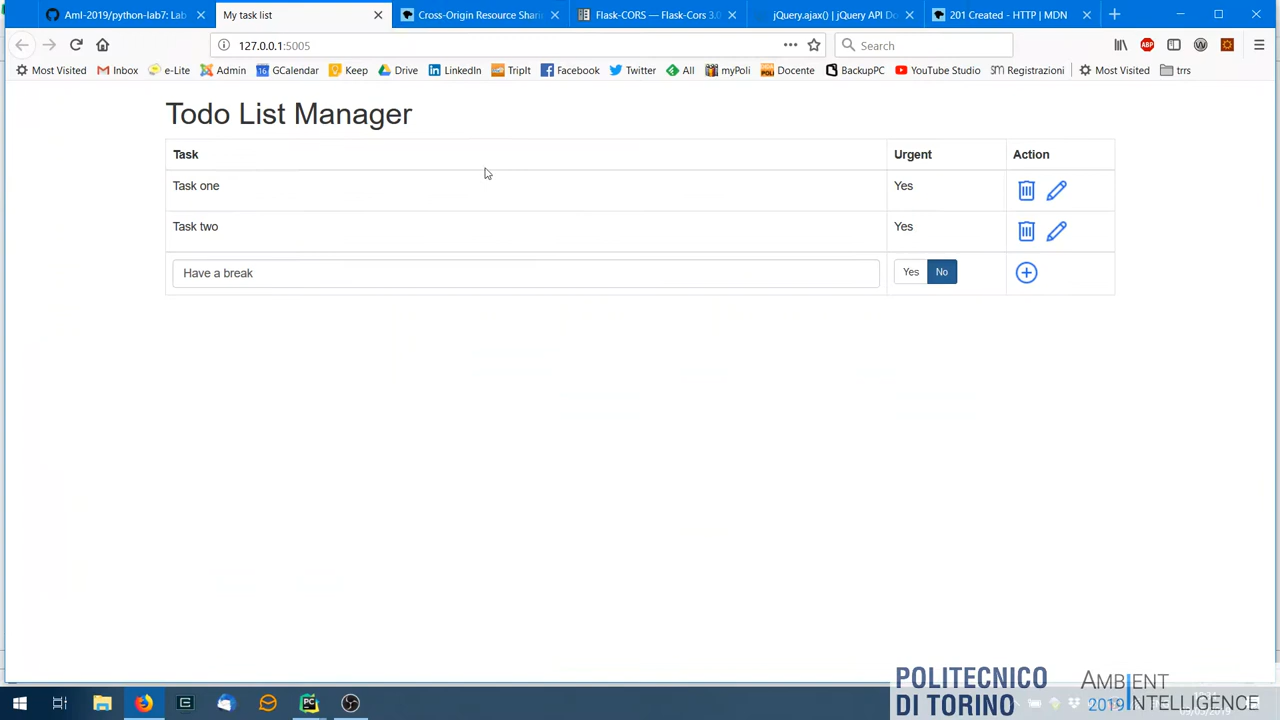 AmI-2019/python-lab7: Lab
My task list
Cross-Origin Resource Shari
Flask-CORS — Flask-Cors 3.0
jQuery.ajax() | jQuery API Do
201 Created - HTTP | MDN
127.0.0.1:5005
Search
Most Visited
Inbox
e-Lite
Admin
GCalendar
Keep
Drive
LinkedIn
TripIt
Facebook
Twitter
All
myPoli
Docente
BackupPC
YouTube Studio
Registrazioni
Most Visited
trrs
Todo List Manager
Task Urgent Action
Task one Yes
Task two Yes
Have a break Yes No
POLITECNICO
DI TORINO
AMBIENT
2019 INTELLIGENCE